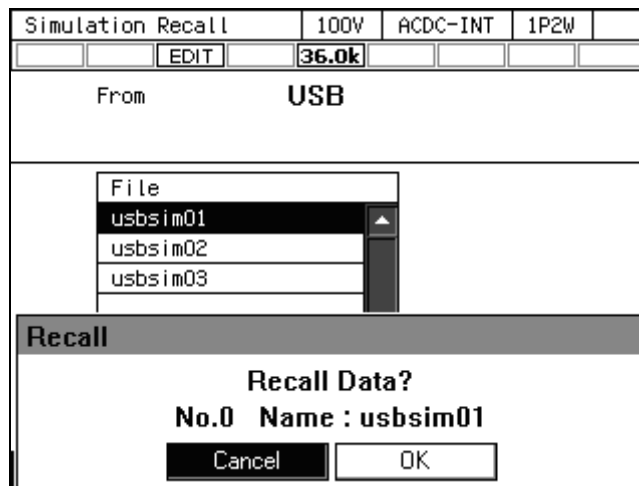 Simulation Recall 100V ACDC-INT 1P2W
EDIT 36.0k
From USB
File
usbsim01
usbsim02
usbsim03
Recall
Recall Data?
No.0 Name : usbsim01
Cancel OK